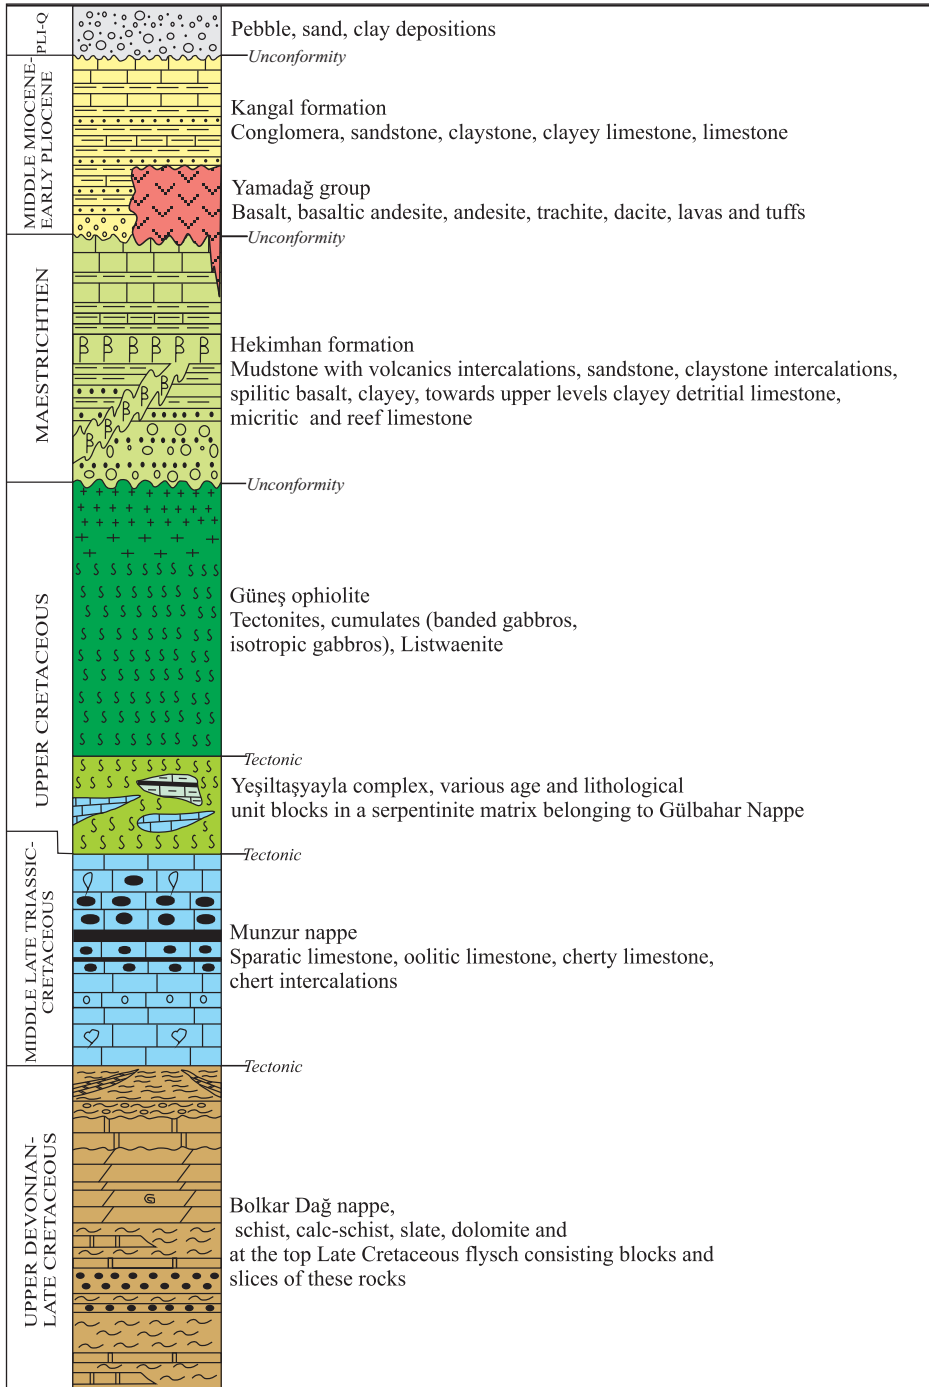 PLI-Q
Pebble, sand, clay depositions
Unconformity
MIDDLE MIOCENE-
EARLY PLIOCENE
Kangal formation
Conglomera, sandstone, claystone, clayey limestone, limestone
Yamadağ group
Basalt, basaltic andesite, andesite, trachite, dacite, lavas and tuffs
Unconformity
MAESTRICHTIEN
Hekimhan formation
Mudstone with volcanics intercalations, sandstone, claystone intercalations,
spilitic basalt, clayey, towards upper levels clayey detritial limestone,
micritic and reef limestone
Unconformity
UPPER CRETACEOUS
Güneş ophiolite
Tectonites, cumulates (banded gabbros,
isotropic gabbros), Listwaenite
Tectonic
Yeşiltaşyayla complex, various age and lithological
unit blocks in a serpentinite matrix belonging to Gülbahar Nappe
Tectonic
MIDDLE LATE TRIASSIC-
CRETACEOUS
Munzur nappe
Sparatic limestone, oolitic limestone, cherty limestone,
chert intercalations
Tectonic
UPPER DEVONIAN-
LATE CRETACEOUS
Bolkar Dağ nappe,
schist, calc-schist, slate, dolomite and
at the top Late Cretaceous flysch consisting blocks and
slices of these rocks